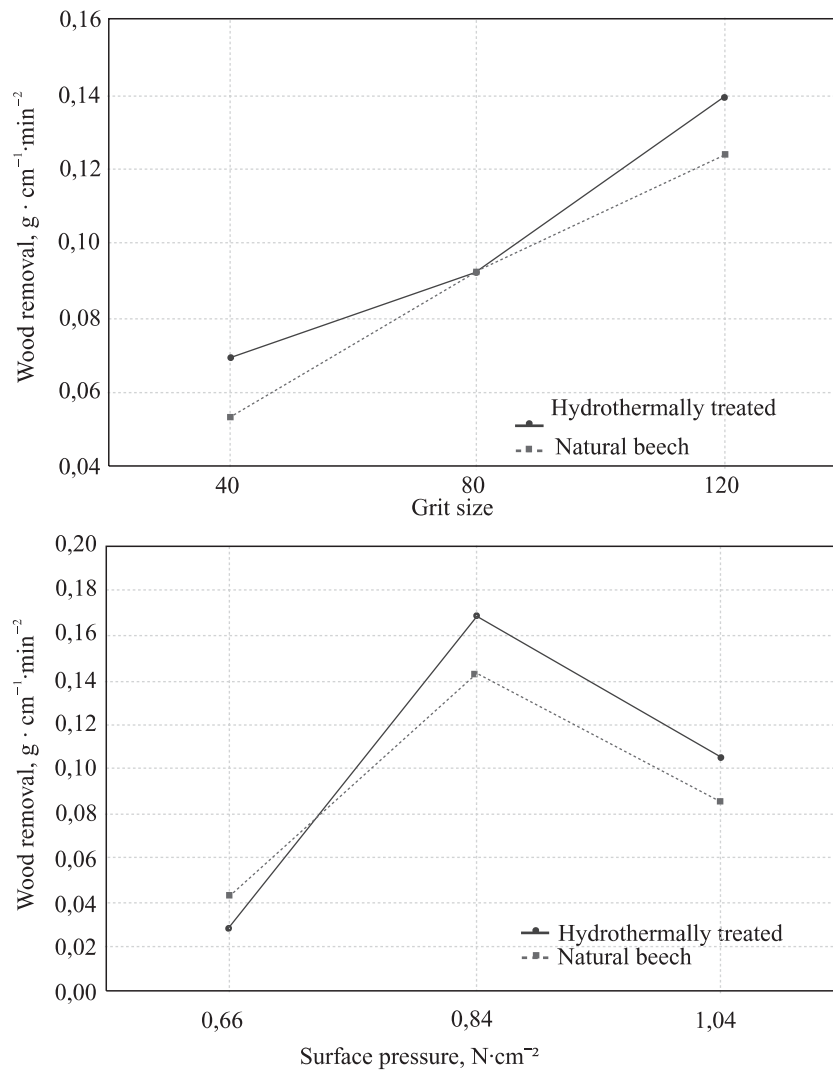 0,16
0,14
0,12
0,10
0,08
0,06
0,04
Wood removal, g · cm⁻¹·min⁻²
Hydrothermally treated
Natural beech
40 80 120
Grit size
0,20
0,18
0,16
0,14
0,12
0,10
0,08
0,06
0,04
0,02
0,00
Wood removal, g · cm⁻¹·min⁻²
Hydrothermally treated
Natural beech
0,66 0,84 1,04
Surface pressure, N·cm⁻²